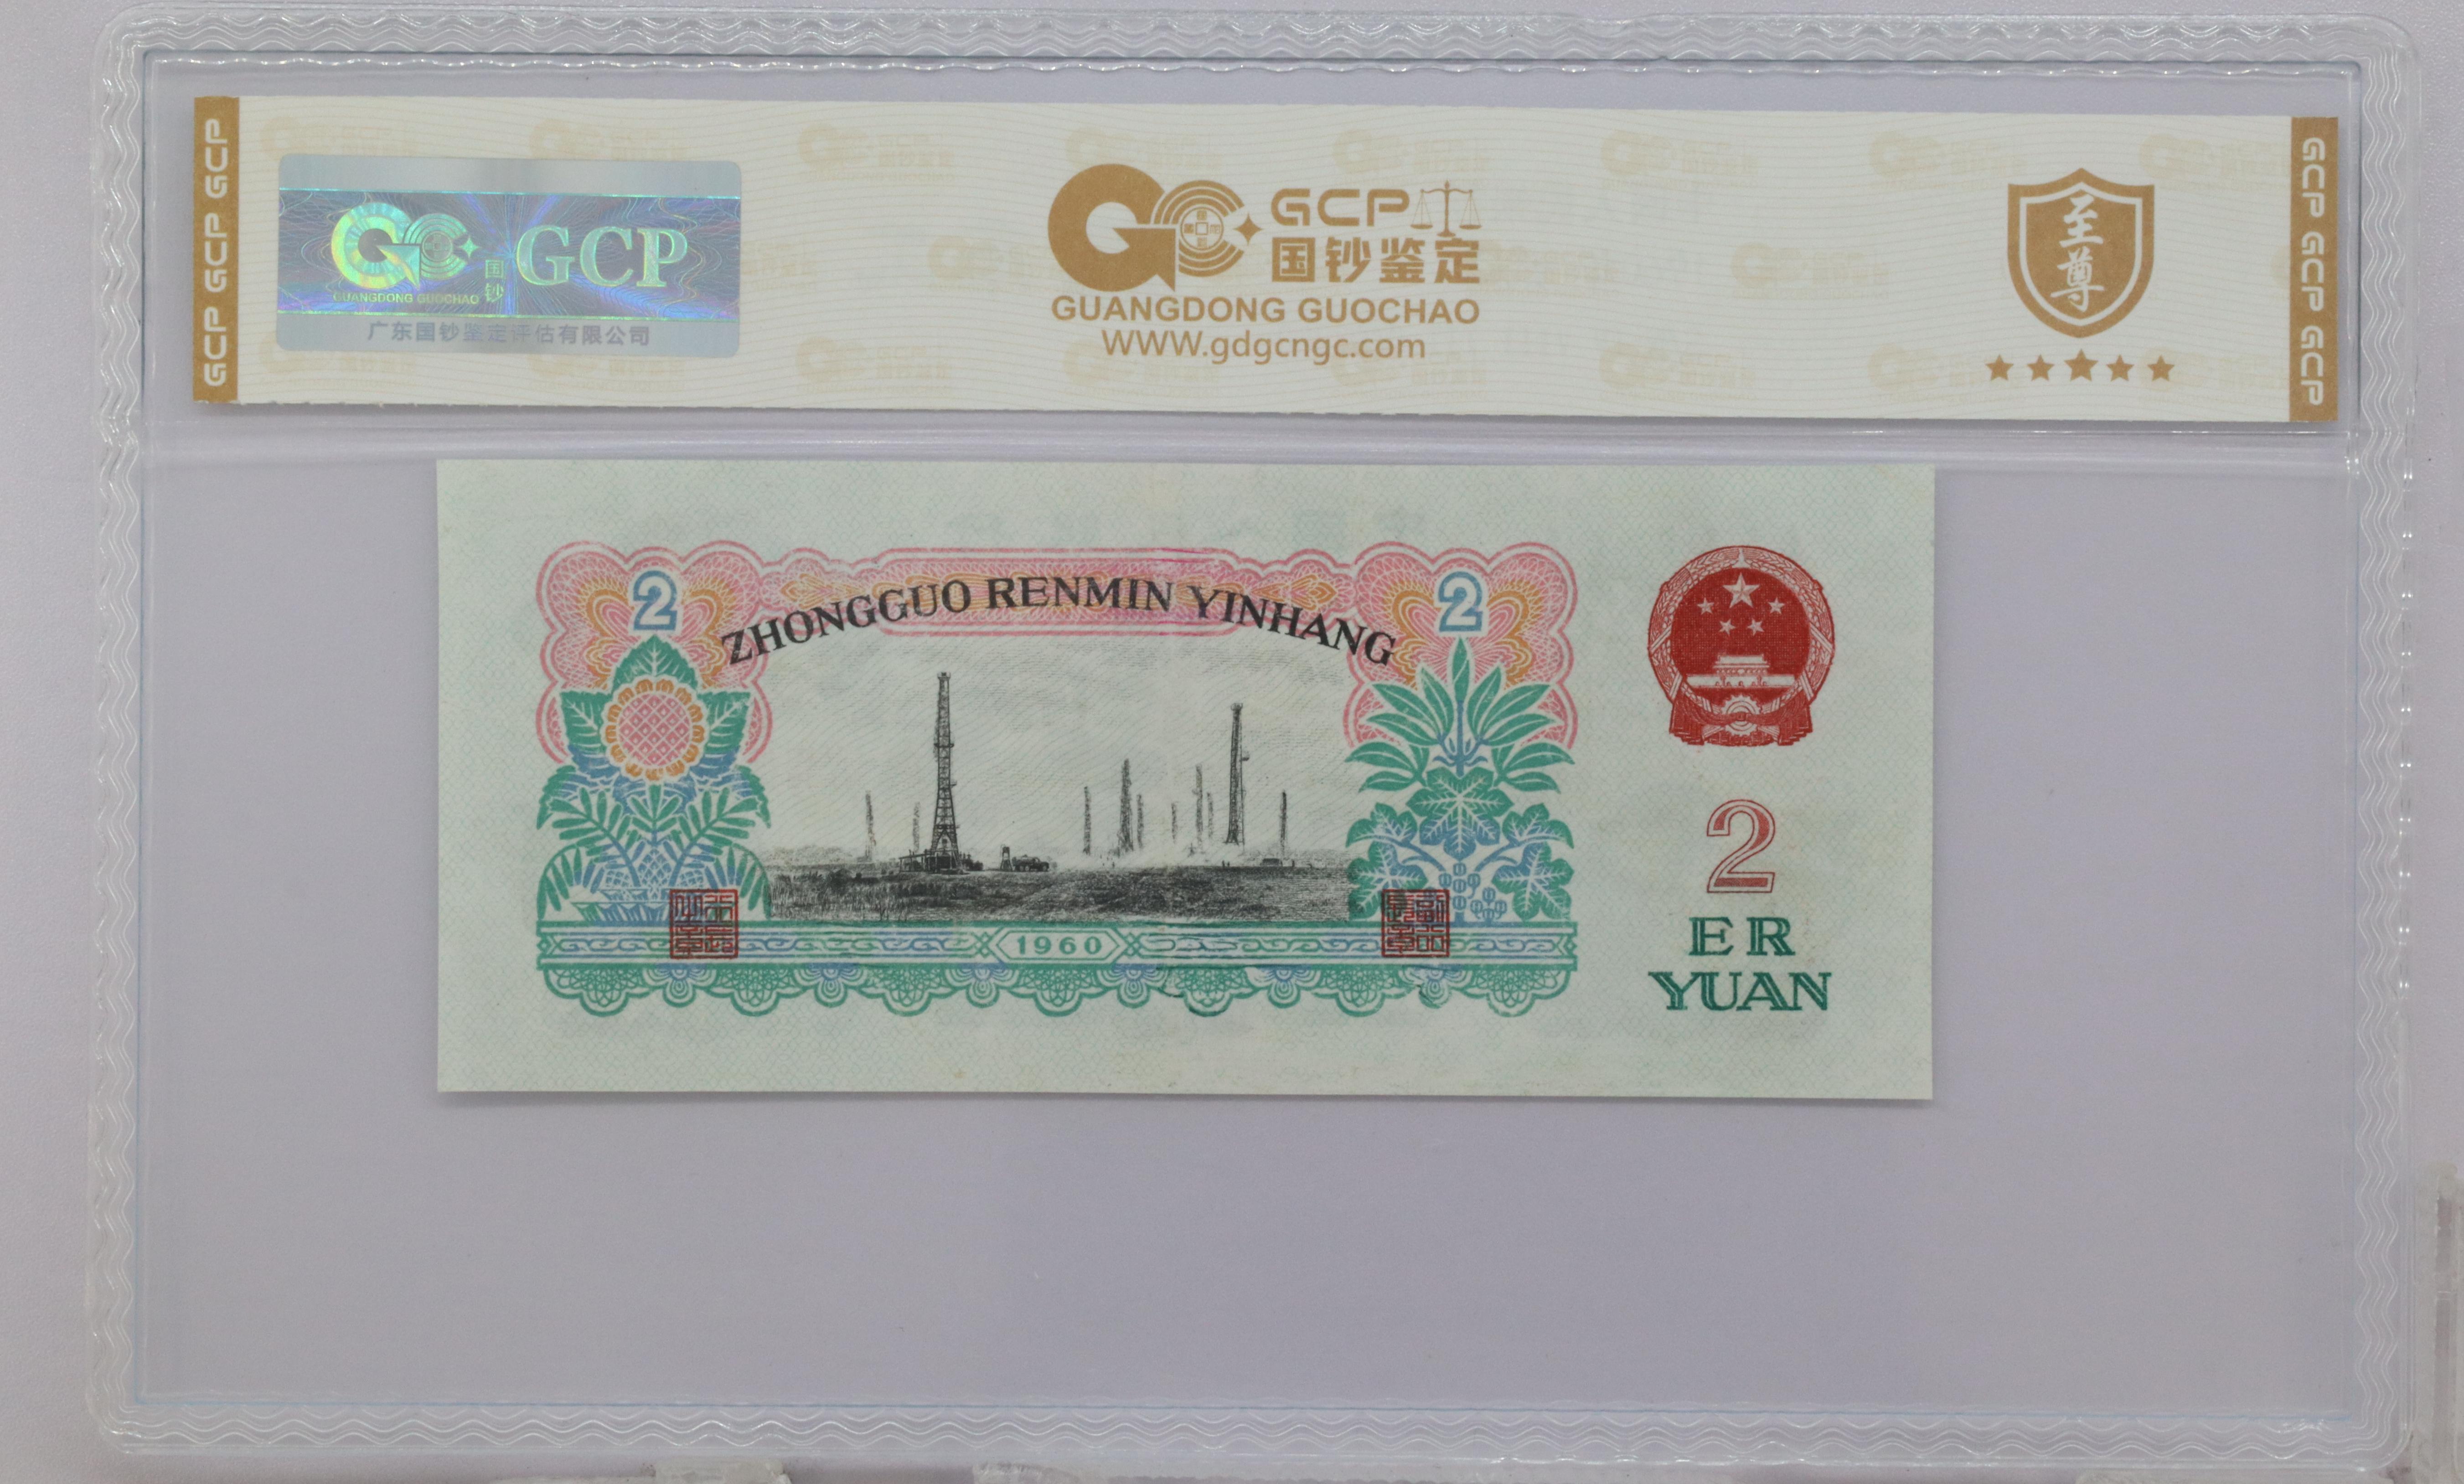 GCP GCP GCP
GCP
国钞
GUANGDONG GUOCHAO
广东国钞鉴定评估有限公司
GCP
国钞鉴定
GUANGDONG GUOCHAO
WWW.gdgcngc.com
至尊
GCP GCP GCP
2
ZHONGGUO RENMIN YINHANG
2
1960
2
ER
YUAN